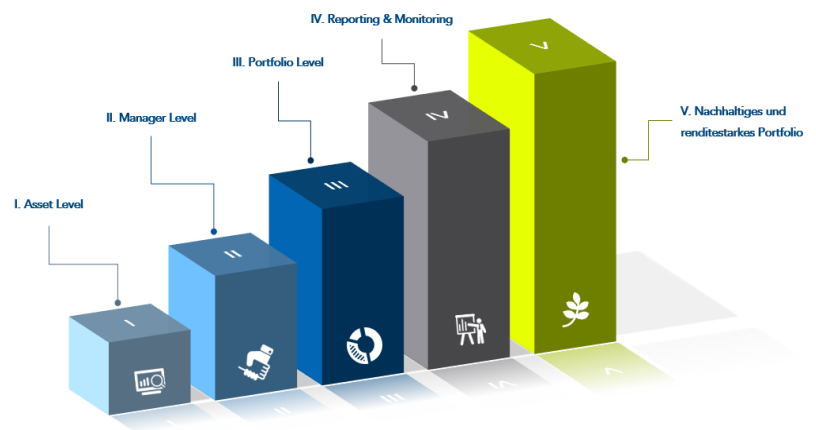 IV. Reporting & Monitoring
III. Portfolio Level
II. Manager Level
I. Asset Level
V. Nachhaltiges und
renditestarkes Portfolio
I
II
III
IV
V